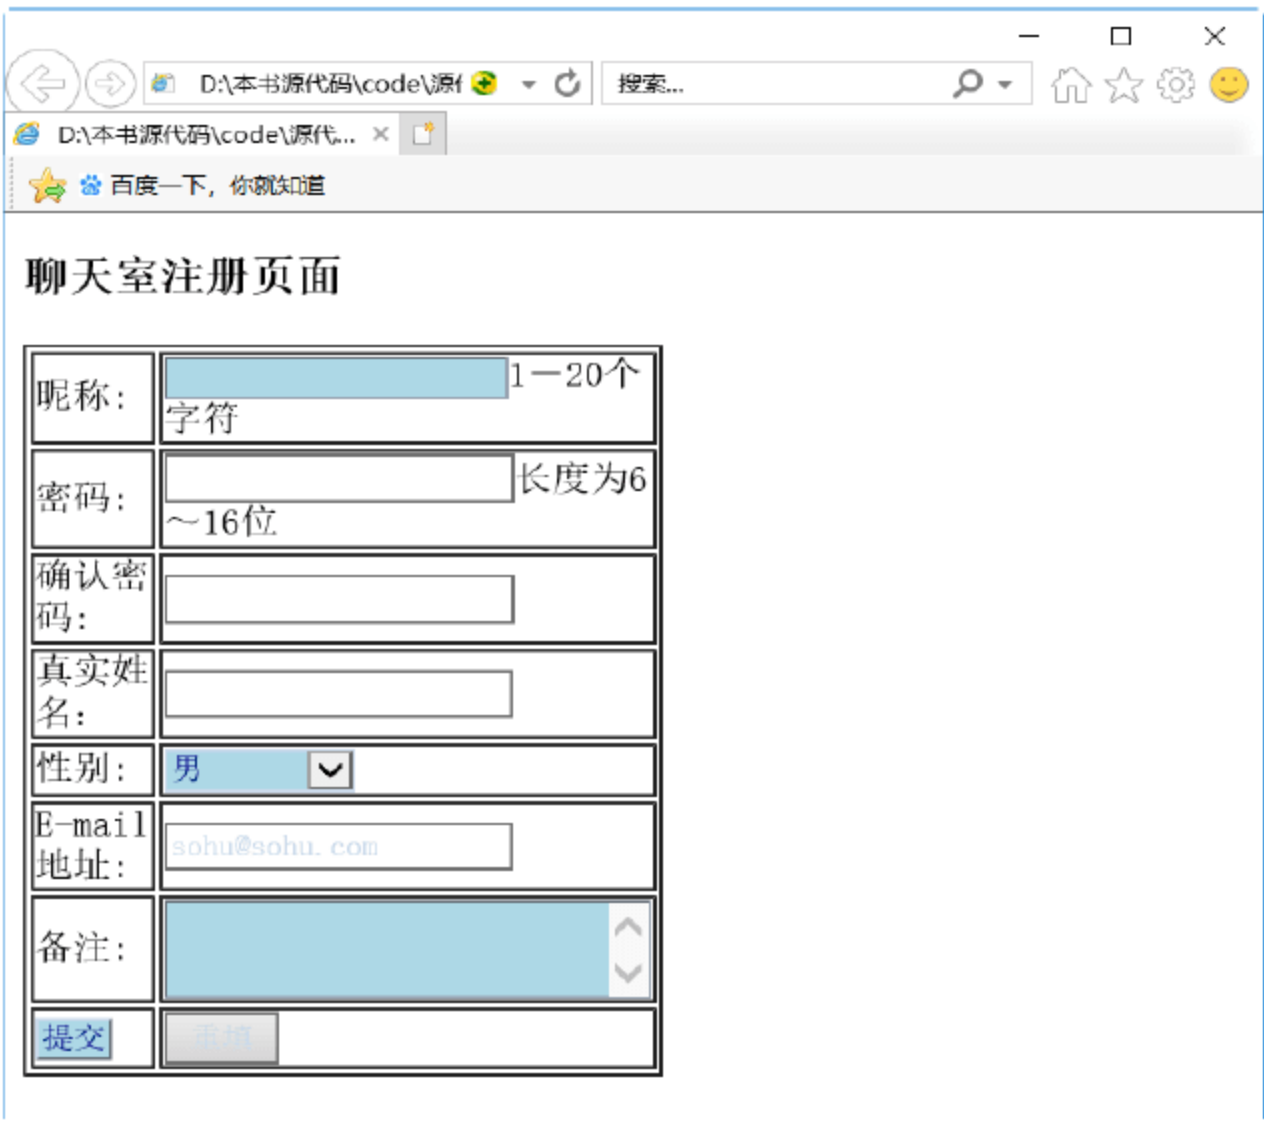 D:\本书源代码\code\源代
搜索...
D:\本书源代码\code\源代...
百度一下，你就知道
聊天室注册页面
昵称：
1－20个
字符
密码：
长度为6
～16位
确认密
码：
真实姓
名：
性别：
男
E-mail
地址：
sohu@sohu.com
备注：
提交
重填